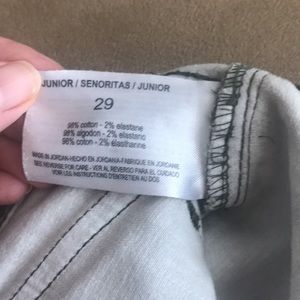 JUNIOR / SEÑORITAS / JUNIOR
29
98% cotton - 2% elastane
98% algodon - 2% elastano
98% coton - 2% élasthanne
MADE IN JORDAN-HECHO EN JORDANIA-FABRIQUE EN JORDANIE
SEE REVERSE FOR CARE - VER AL REVERSO PARA EL CUIDADO
VOIR LES INSTRUCTIONS D'ENTRETIEN AU DOS